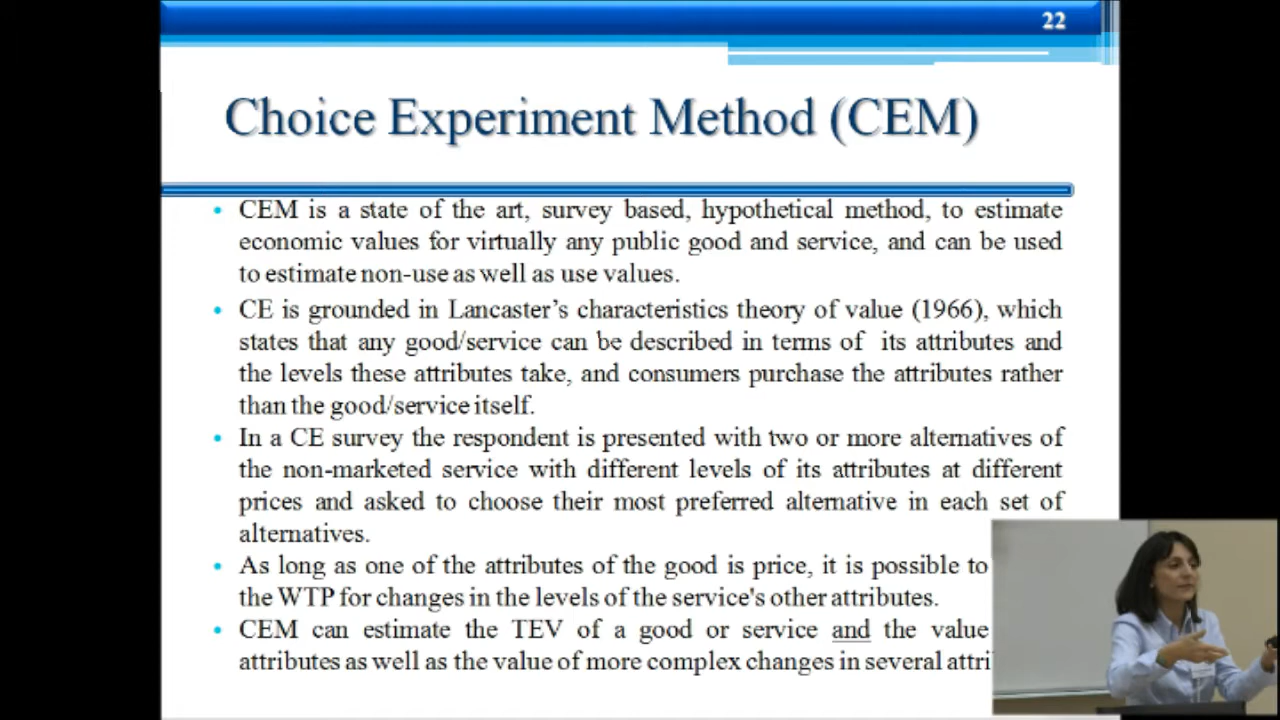 22
Choice Experiment Method (CEM)
• CEM is a state of the art, survey based, hypothetical method, to estimate
economic values for virtually any public good and service, and can be used
to estimate non-use as well as use values.
• CE is grounded in Lancaster's characteristics theory of value (1966), which
states that any good/service can be described in terms of its attributes and
the levels these attributes take, and consumers purchase the attributes rather
than the good/service itself.
• In a CE survey the respondent is presented with two or more alternatives of
the non-marketed service with different levels of its attributes at different
prices and asked to choose their most preferred alternative in each set of
alternatives.
• As long as one of the attributes of the good is price, it is possible to
the WTP for changes in the levels of the service's other attributes.
• CEM can estimate the TEV of a good or service and the value
attributes as well as the value of more complex changes in several attri